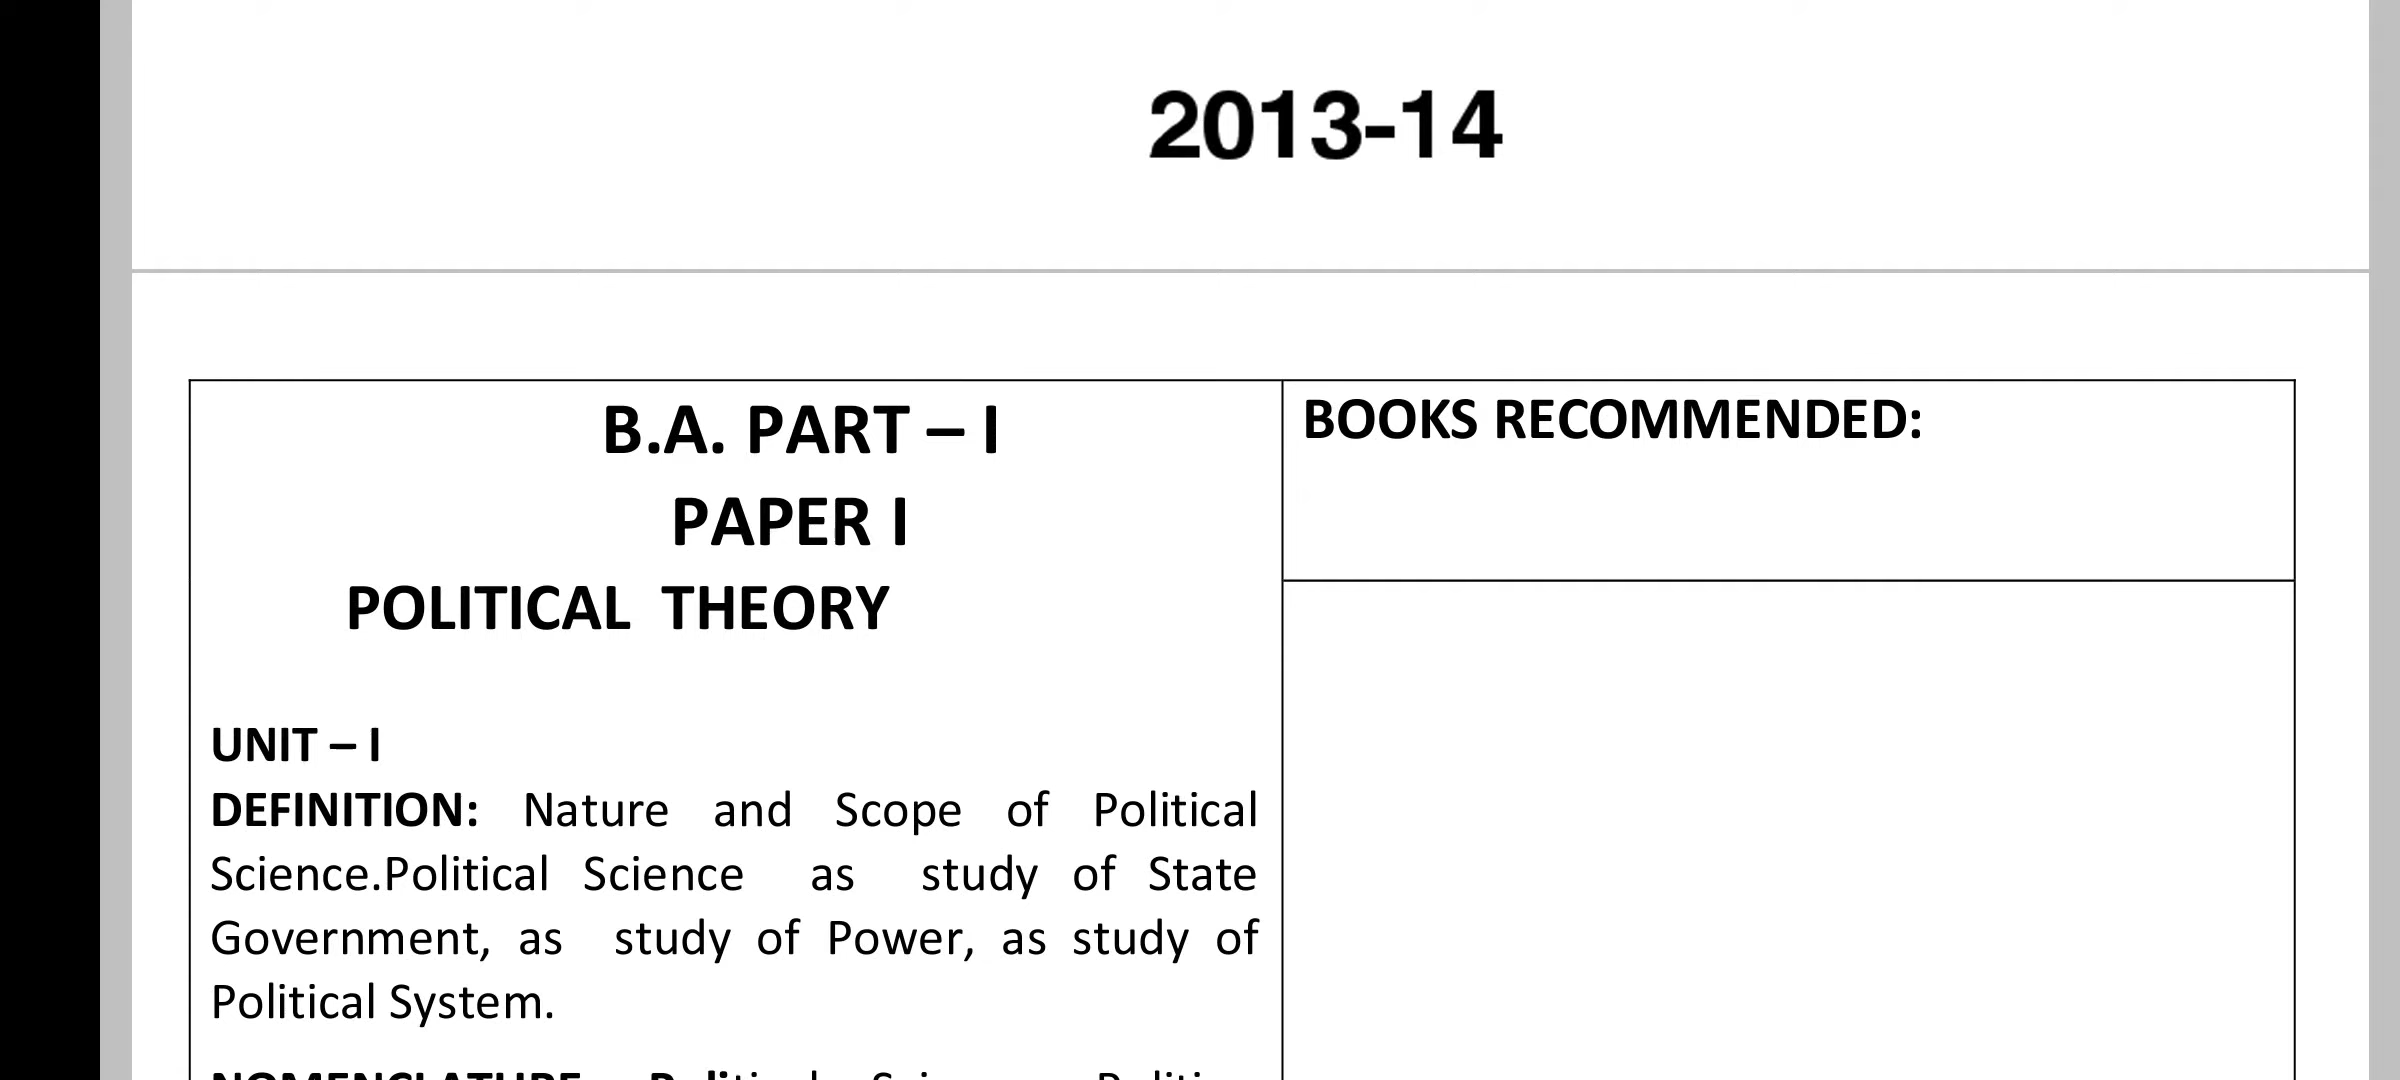 2013-14
B.A. PART – I
PAPER I
POLITICAL THEORY
BOOKS RECOMMENDED:
UNIT – I
DEFINITION: Nature and Scope of Political
Science.Political Science as study of State
Government, as study of Power, as study of
Political System.